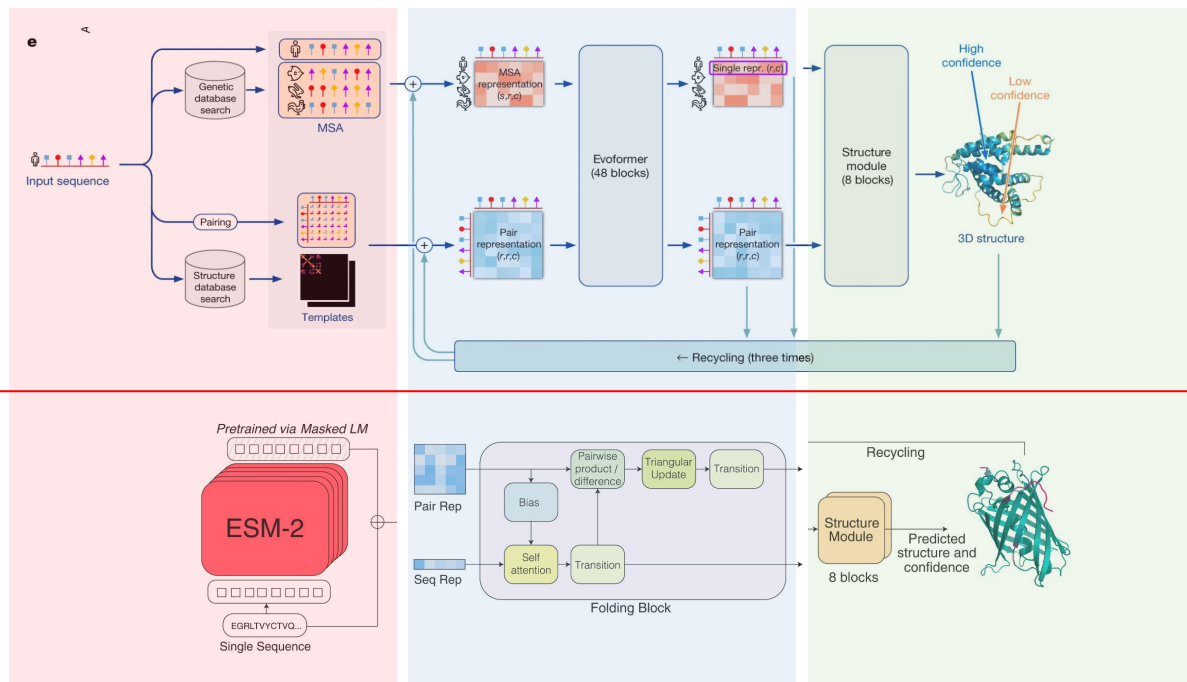 e
A
Genetic
database
search
MSA
Input sequence
Pairing
Structure
database
search
Templates
+
MSA
representation
(s,r,c)
Single repr. (r,c)
Evoformer
(48 blocks)
+
Pair
representation
(r,r,c)
Pair
representation
(r,r,c)
Structure
module
(8 blocks)
High
confidence
Low
confidence
3D structure
← Recycling (three times)
Pretrained via Masked LM
ESM-2
EGRLTVYCTVQ...
Single Sequence
Pair Rep
Seq Rep
Bias
Self
attention
Pairwise
product /
difference
Triangular
Update
Transition
Transition
Folding Block
Recycling
Structure
Module
8 blocks
Predicted
structure and
confidence